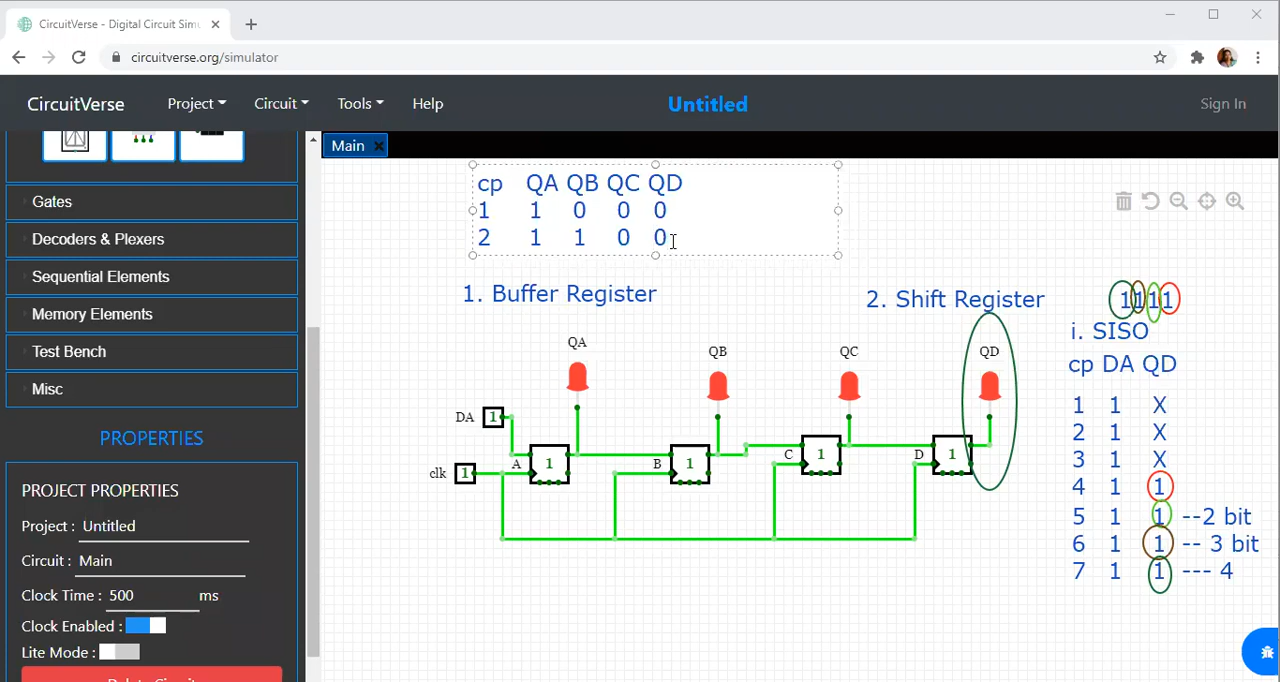 CircuitVerse - Digital Circuit Simu
circuitverse.org/simulator
CircuitVerse Project Circuit Tools Help Untitled Sign In
Main
Gates
Decoders & Plexers
Sequential Elements
Memory Elements
Test Bench
Misc
PROPERTIES
PROJECT PROPERTIES
Project : Untitled
Circuit : Main
Clock Time : 500 ms
Clock Enabled :
Lite Mode :
cp QA QB QC QD
1 1 0 0 0
2 1 1 0 0
1. Buffer Register
2. Shift Register
QA QB QC QD
DA 1
clk 1
A 1 B 1 C 1 D 1
1111
i. SISO
cp DA QD
1 1 X
2 1 X
3 1 X
4 1 1
5 1 1 --2 bit
6 1 1 -- 3 bit
7 1 1 --- 4